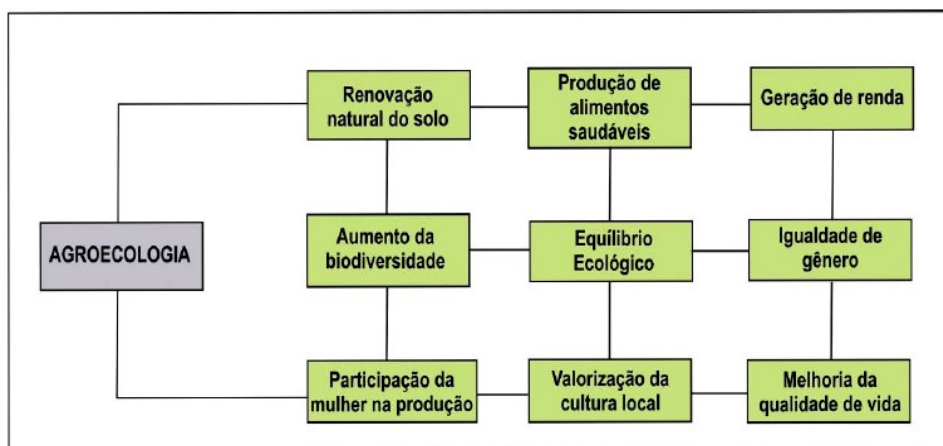 Renovação
natural do solo
Produção de
alimentos
saudáveis
Geração de renda
AGROECOLOGIA
Aumento da
biodiversidade
Equílibrio
Ecológico
Igualdade de
gênero
Participação da
mulher na produção
Valorização da
cultura local
Melhoria da
qualidade de vida